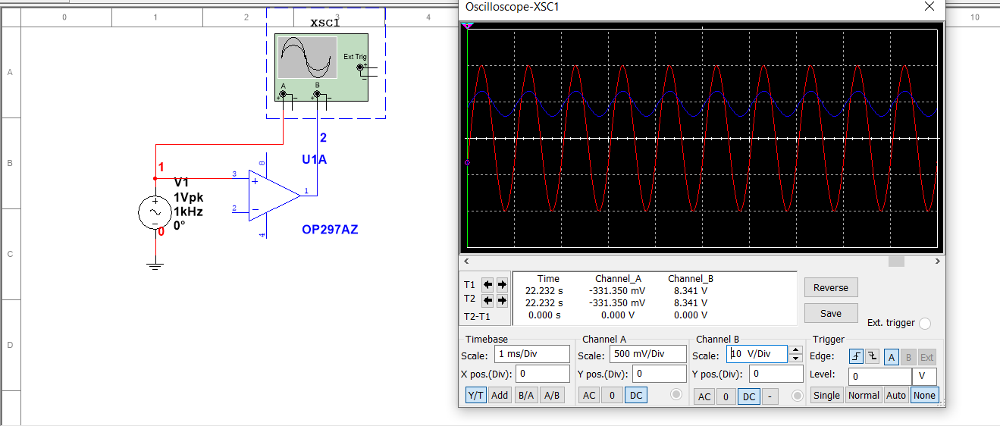 Oscilloscope-XSC1
0 1 2 3 4 10
A
B
C
D
XSC1
Ext Trig
+
-
A B
+ - + -
2
1
U1A
8
3
+
1
2
-
4
OP297AZ
V1
1Vpk
1kHz
0°
+
-
0
Time Channel_A Channel_B
T1 22.232 s -331.350 mV 8.341 V
T2 22.232 s -331.350 mV 8.341 V
T2-T1 0.000 s 0.000 V 0.000 V
Reverse
Save
Ext. trigger
Timebase
Scale: 1 ms/Div
X pos.(Div): 0
Y/T Add B/A A/B
Channel A
Scale: 500 mV/Div
Y pos.(Div): 0
AC 0 DC
Channel B
Scale: 10 V/Div
Y pos.(Div): 0
AC 0 DC -
Trigger
Edge: A B Ext
Level: 0 V
Single Normal Auto None